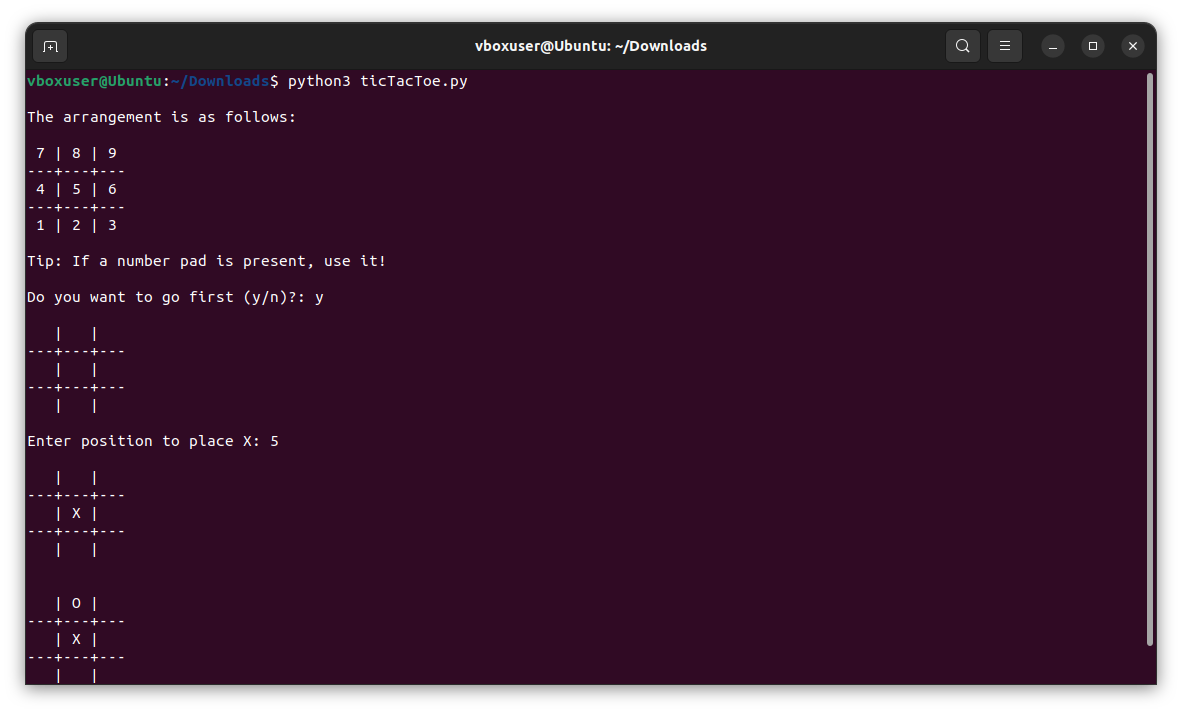 vboxuser@Ubuntu: ~/Downloads
vboxuser@Ubuntu:~/Downloads$ python3 ticTacToe.py
The arrangement is as follows:
 7 | 8 | 9
---+---+---
 4 | 5 | 6
---+---+---
 1 | 2 | 3
Tip: If a number pad is present, use it!
Do you want to go first (y/n)?: y
   |   |
---+---+---
   |   |
---+---+---
   |   |
Enter position to place X: 5
   |   |
---+---+---
   | X |
---+---+---
   |   |
   | O |
---+---+---
   | X |
---+---+---
   |   |